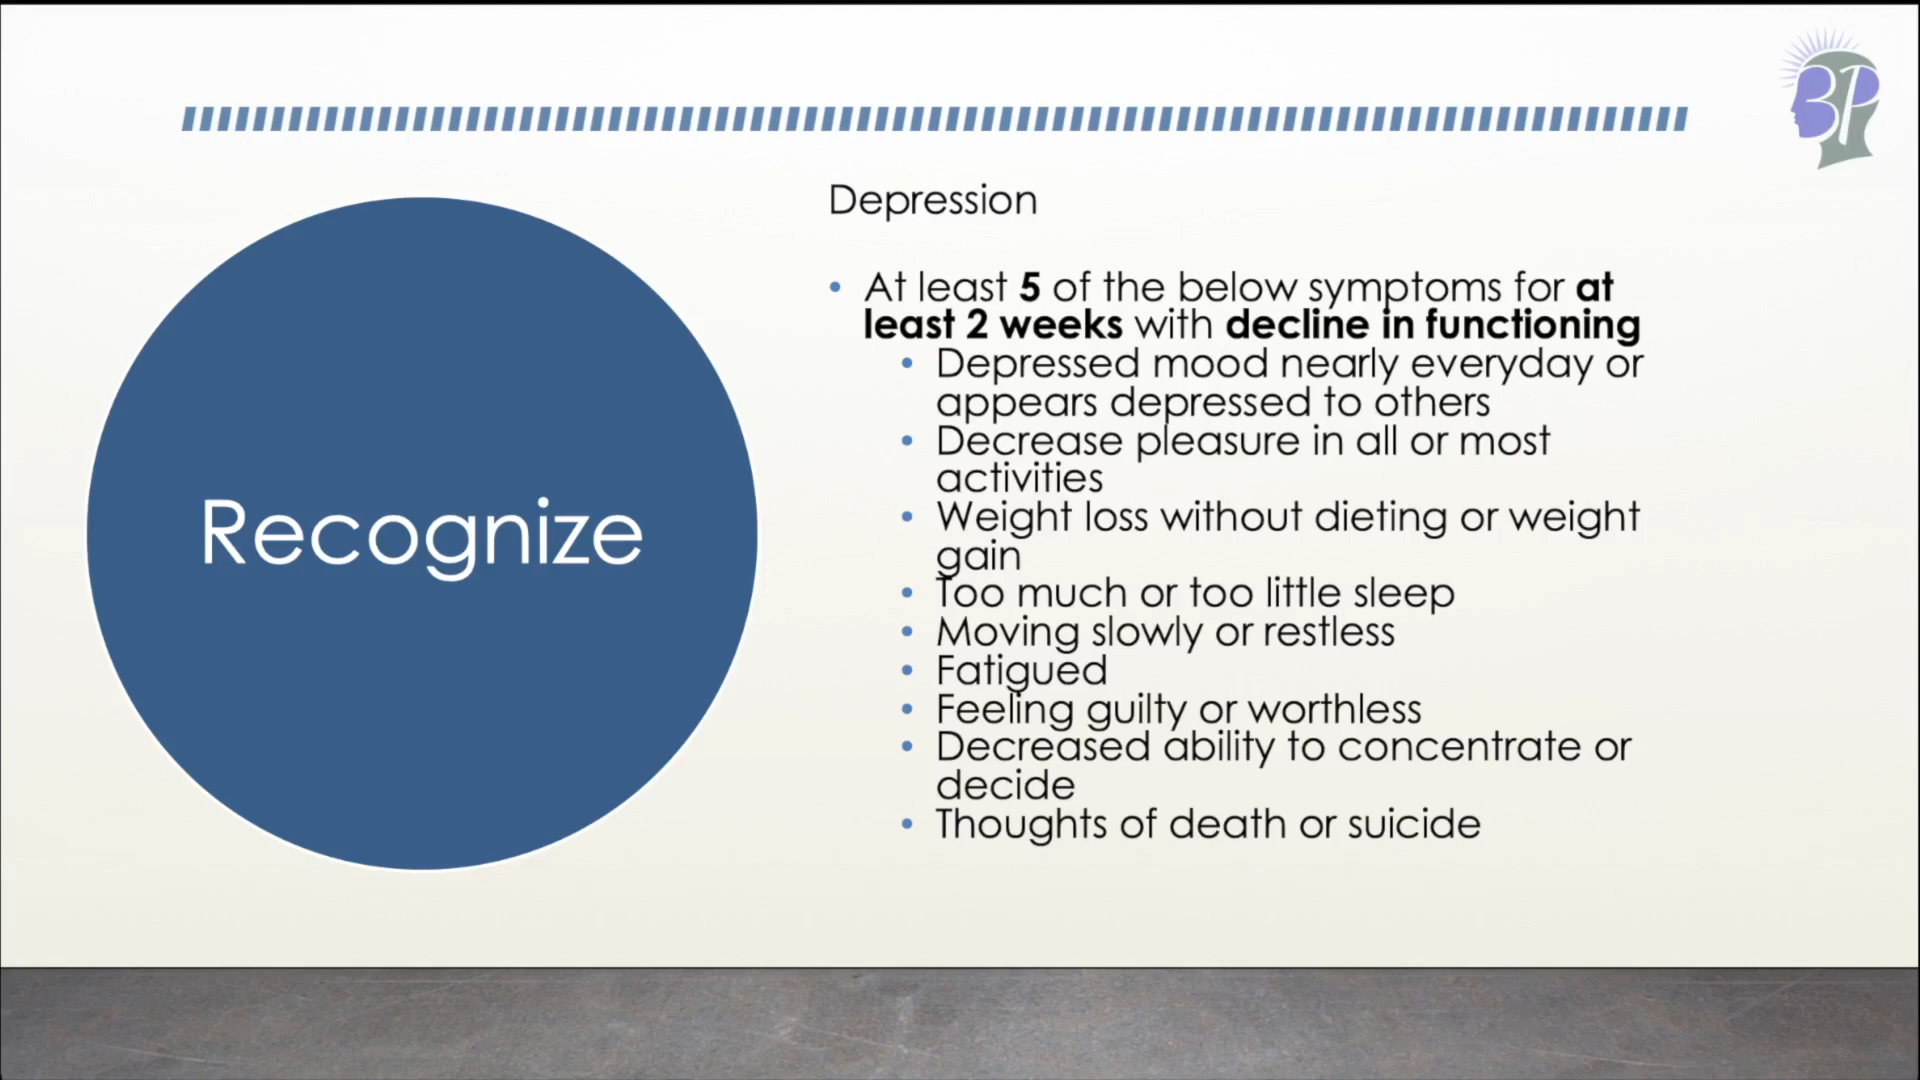 BP
Depression
Recognize
• At least 5 of the below symptoms for at
least 2 weeks with decline in functioning
• Depressed mood nearly everyday or
appears depressed to others
• Decrease pleasure in all or most
activities
• Weight loss without dieting or weight
gain
• Too much or too little sleep
• Moving slowly or restless
• Fatigued
• Feeling guilty or worthless
• Decreased ability to concentrate or
decide
• Thoughts of death or suicide